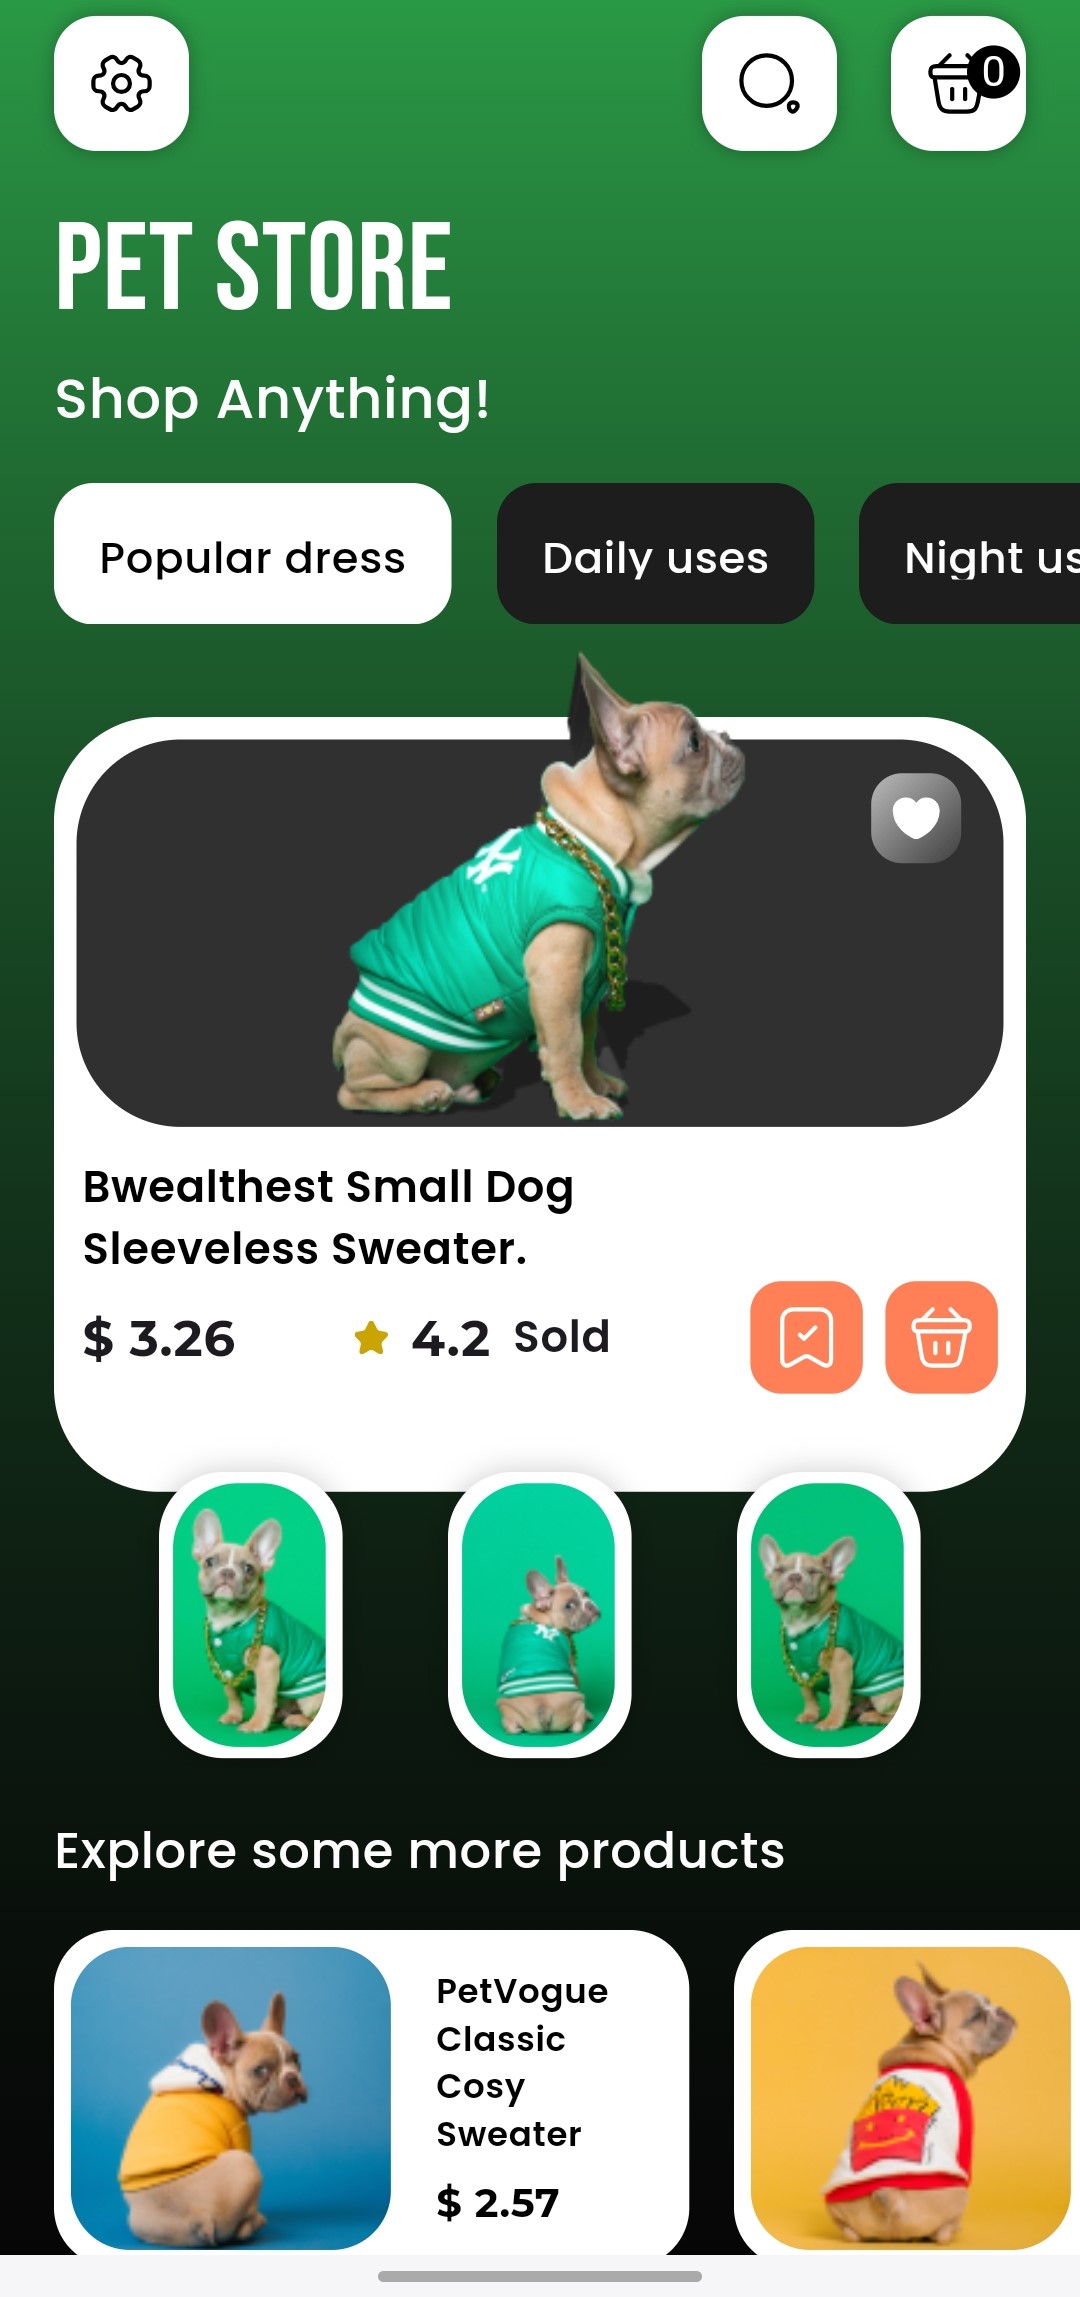 0
PET STORE
Shop Anything!
Popular dress
Daily uses
Night us
Bwealthest Small Dog
Sleeveless Sweater.
$ 3.26
4.2 Sold
Explore some more products
PetVogue
Classic
Cosy
Sweater
$ 2.57